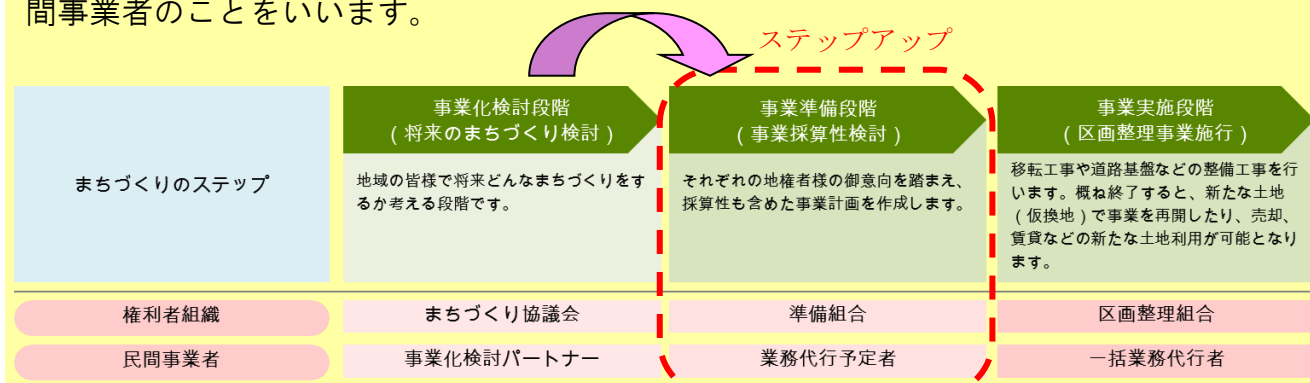 間事業者のことをいいます。
ステップアップ
事業化検討段階
(将来のまちづくり検討)
事業準備段階
(事業採算性検討)
事業実施段階
(区画整理事業施行)
まちづくりのステップ
地域の皆様で将来どんなまちづくりをす
るか考える段階です。
それぞれの地権者様の御意向を踏まえ、
採算性も含めた事業計画を作成します。
移転工事や道路基盤などの整備工事を行
います。概ね終了すると、新たな土地
(仮換地)で事業を再開したり、売却、
賃貸などの新たな土地利用が可能となり
ます。
権利者組織
まちづくり協議会
準備組合
区画整理組合
民間事業者
事業化検討パートナー
業務代行予定者
一括業務代行者